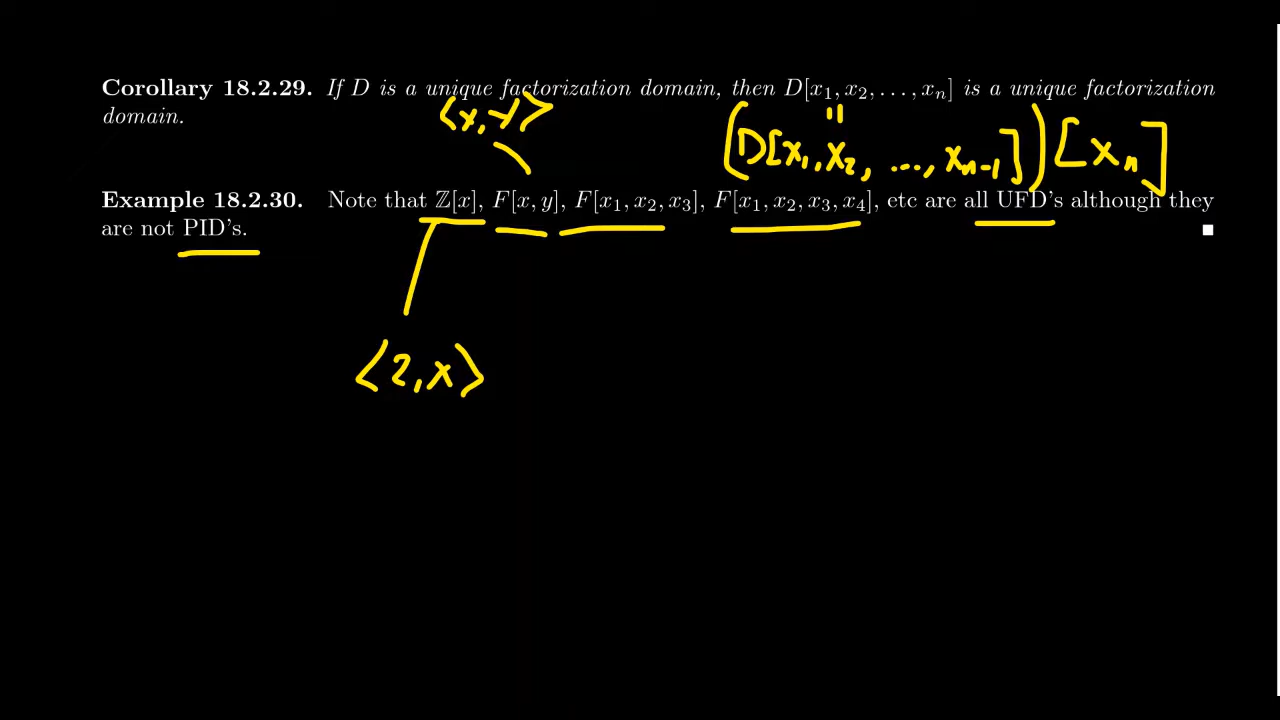 Corollary 18.2.29. If D is a unique factorization domain, then D[x₁, x₂, . . . , xₙ] is a unique factorization
domain.
⟨x, y⟩
=
(D[x₁, x₂, ..., xₙ₋₁])[xₙ]
Example 18.2.30. Note that ℤ[x], F[x, y], F[x₁, x₂, x₃], F[x₁, x₂, x₃, x₄], etc are all UFD's although they
are not PID's.
⟨2, x⟩